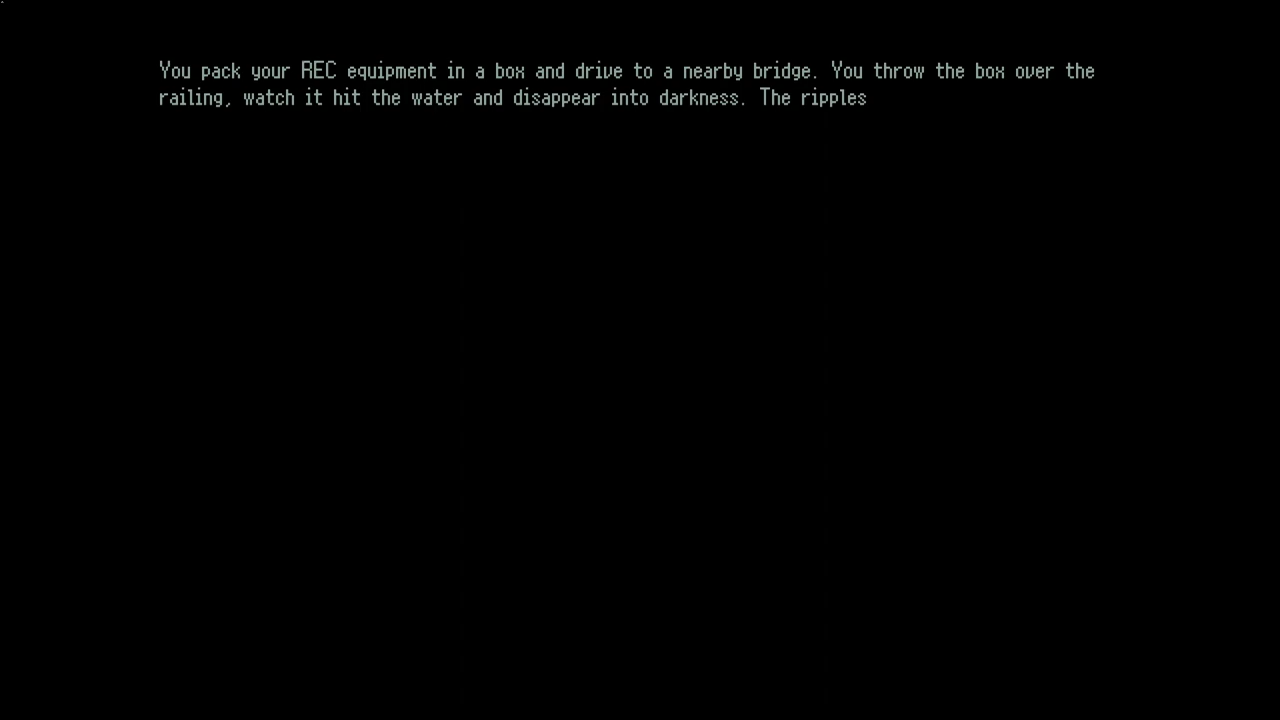 You pack your REC equipment in a box and drive to a nearby bridge. You throw the box over the
railing, watch it hit the water and disappear into darkness. The ripples